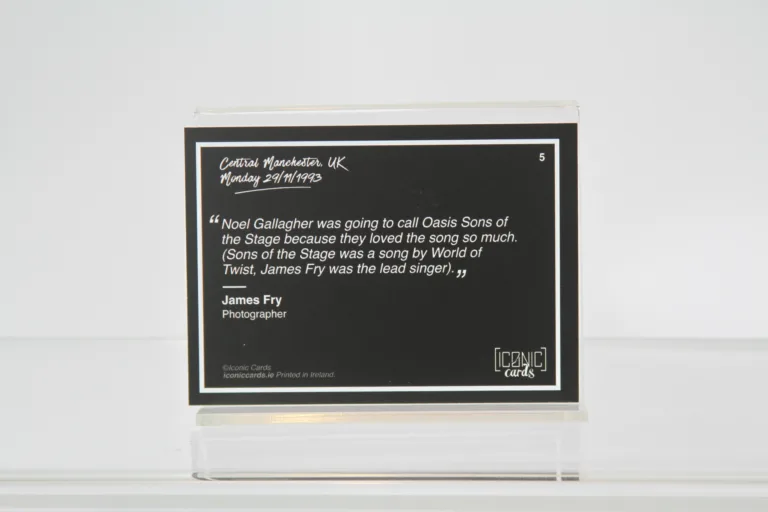 Central Manchester, UK
Monday 29/11/1993
5
“Noel Gallagher was going to call Oasis Sons of
the Stage because they loved the song so much.
(Sons of the Stage was a song by World of
Twist, James Fry was the lead singer).”
James Fry
Photographer
[ICONIC]
cards
©Iconic Cards
iconiccards.ie Printed in Ireland.